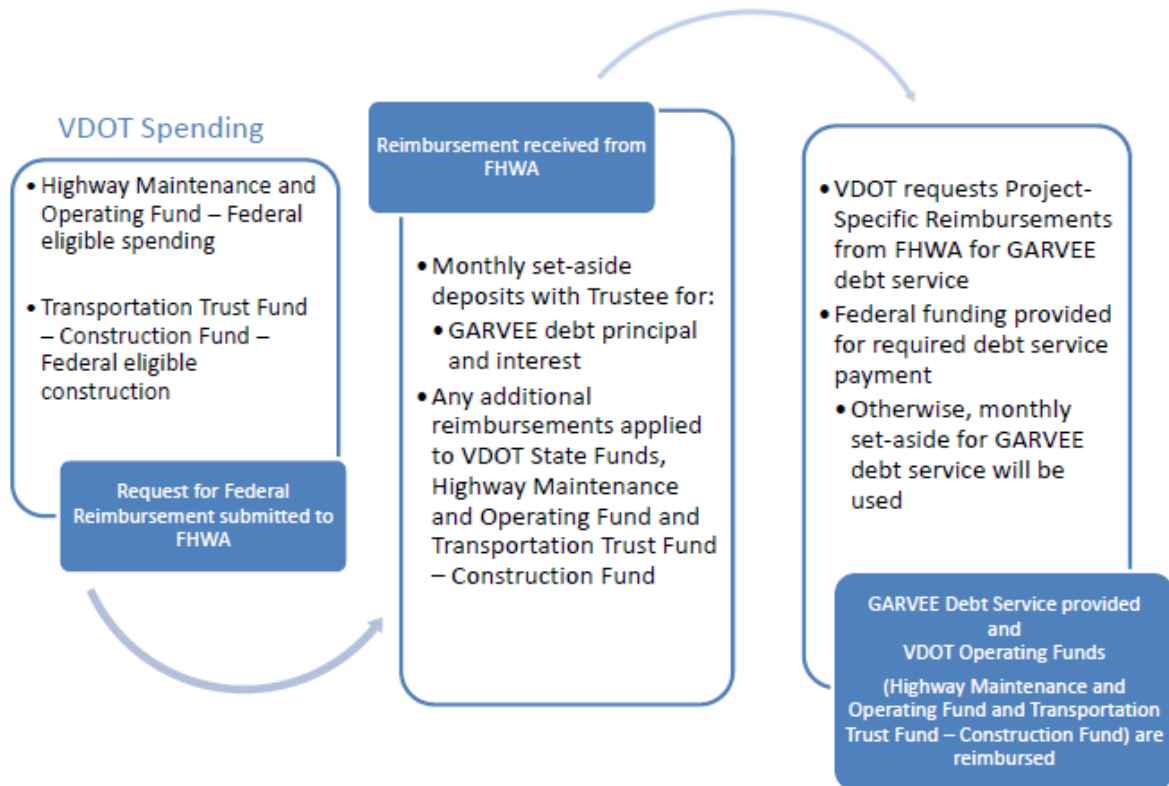 VDOT Spending
• Highway Maintenance and
Operating Fund – Federal
eligible spending
• Transportation Trust Fund
– Construction Fund –
Federal eligible
construction
Request for Federal
Reimbursement submitted to
FHWA
Reimbursement received from
FHWA
• Monthly set-aside
deposits with Trustee for:
• GARVEE debt principal
and interest
• Any additional
reimbursements applied
to VDOT State Funds,
Highway Maintenance
and Operating Fund and
Transportation Trust Fund
– Construction Fund
• VDOT requests Project-
Specific Reimbursements
from FHWA for GARVEE
debt service
• Federal funding provided
for required debt service
payment
• Otherwise, monthly
set-aside for GARVEE
debt service will be
used
GARVEE Debt Service provided
and
VDOT Operating Funds
(Highway Maintenance and
Operating Fund and Transportation
Trust Fund – Construction Fund) are
reimbursed